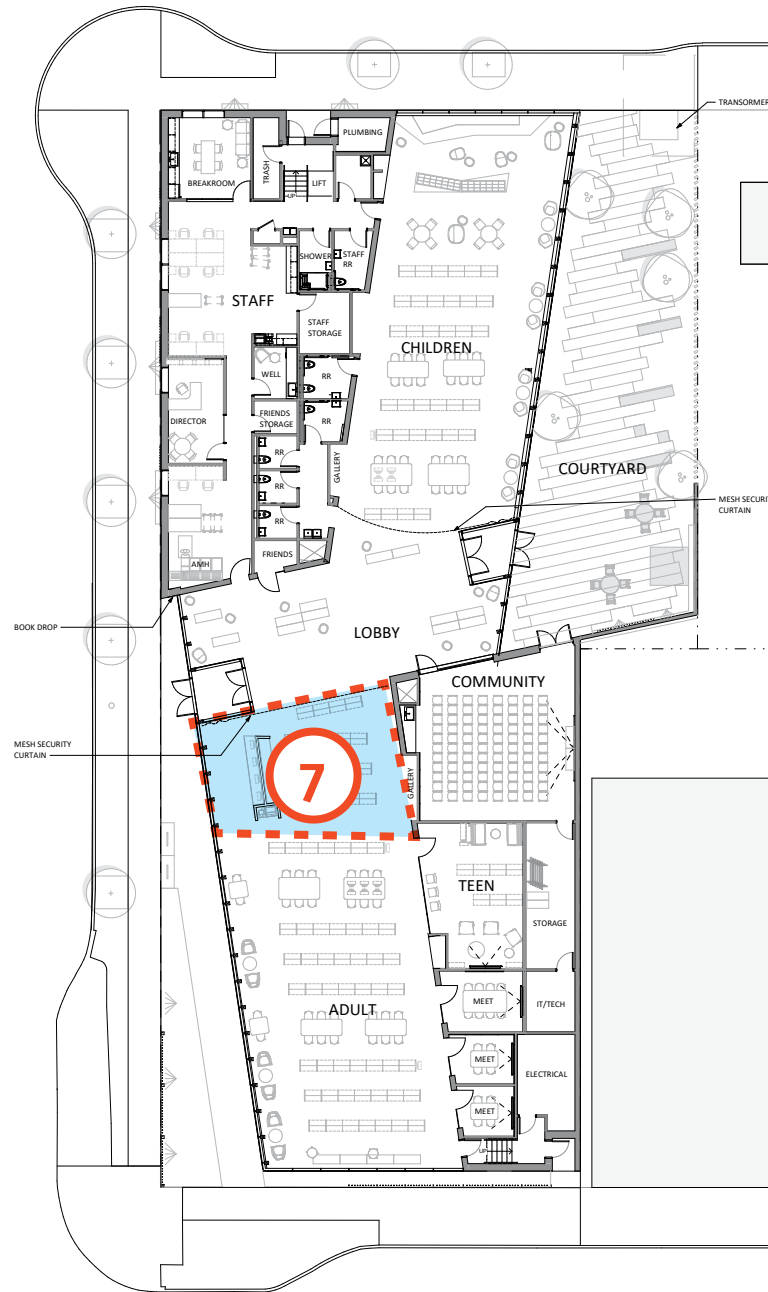 TRANSORMER
PLUMBING
BREAKROOM
TRASH
LIFT
UP
SHOWER
STAFF
RR
STAFF
STAFF
STORAGE
CHILDREN
WELL
RR
DIRECTOR
FRIENDS
STORAGE
RR
RR
GALLERY
COURTYARD
RR
MESH SECURIT
CURTAIN
RR
FRIENDS
AMH
BOOK DROP
LOBBY
COMMUNITY
MESH SECURITY
CURTAIN
7
GALLERY
TEEN
STORAGE
MEET
IT/TECH
ADULT
MEET
ELECTRICAL
MEET
UP